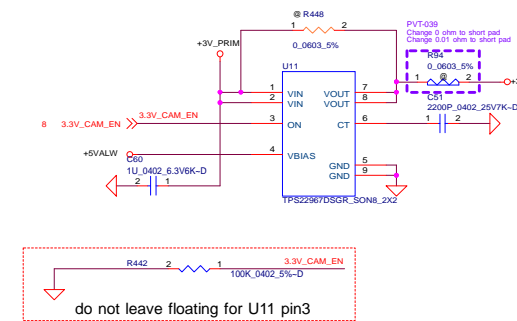 @ R448
1 2
0_0603_5%
+3V_PRIM
PVT-039
Change 0 ohm to short pad
Change 0.01 ohm to short pad
R94
0_0603_5%
@
1 2
U11
1 VIN VOUT 7
2 VIN VOUT 8
+3
C51
2200P_0402_25V7K~D
8 3.3V_CAM_EN 3.3V_CAM_EN 3 ON CT 6 1 2
+5VALW 4 VBIAS
GND 5
GND 9
C60
1U_0402_6.3V6K~D
2 1
TPS22967DSGR_SON8_2X2
R442 2 1 3.3V_CAM_EN
100K_0402_5%~D
do not leave floating for U11 pin3